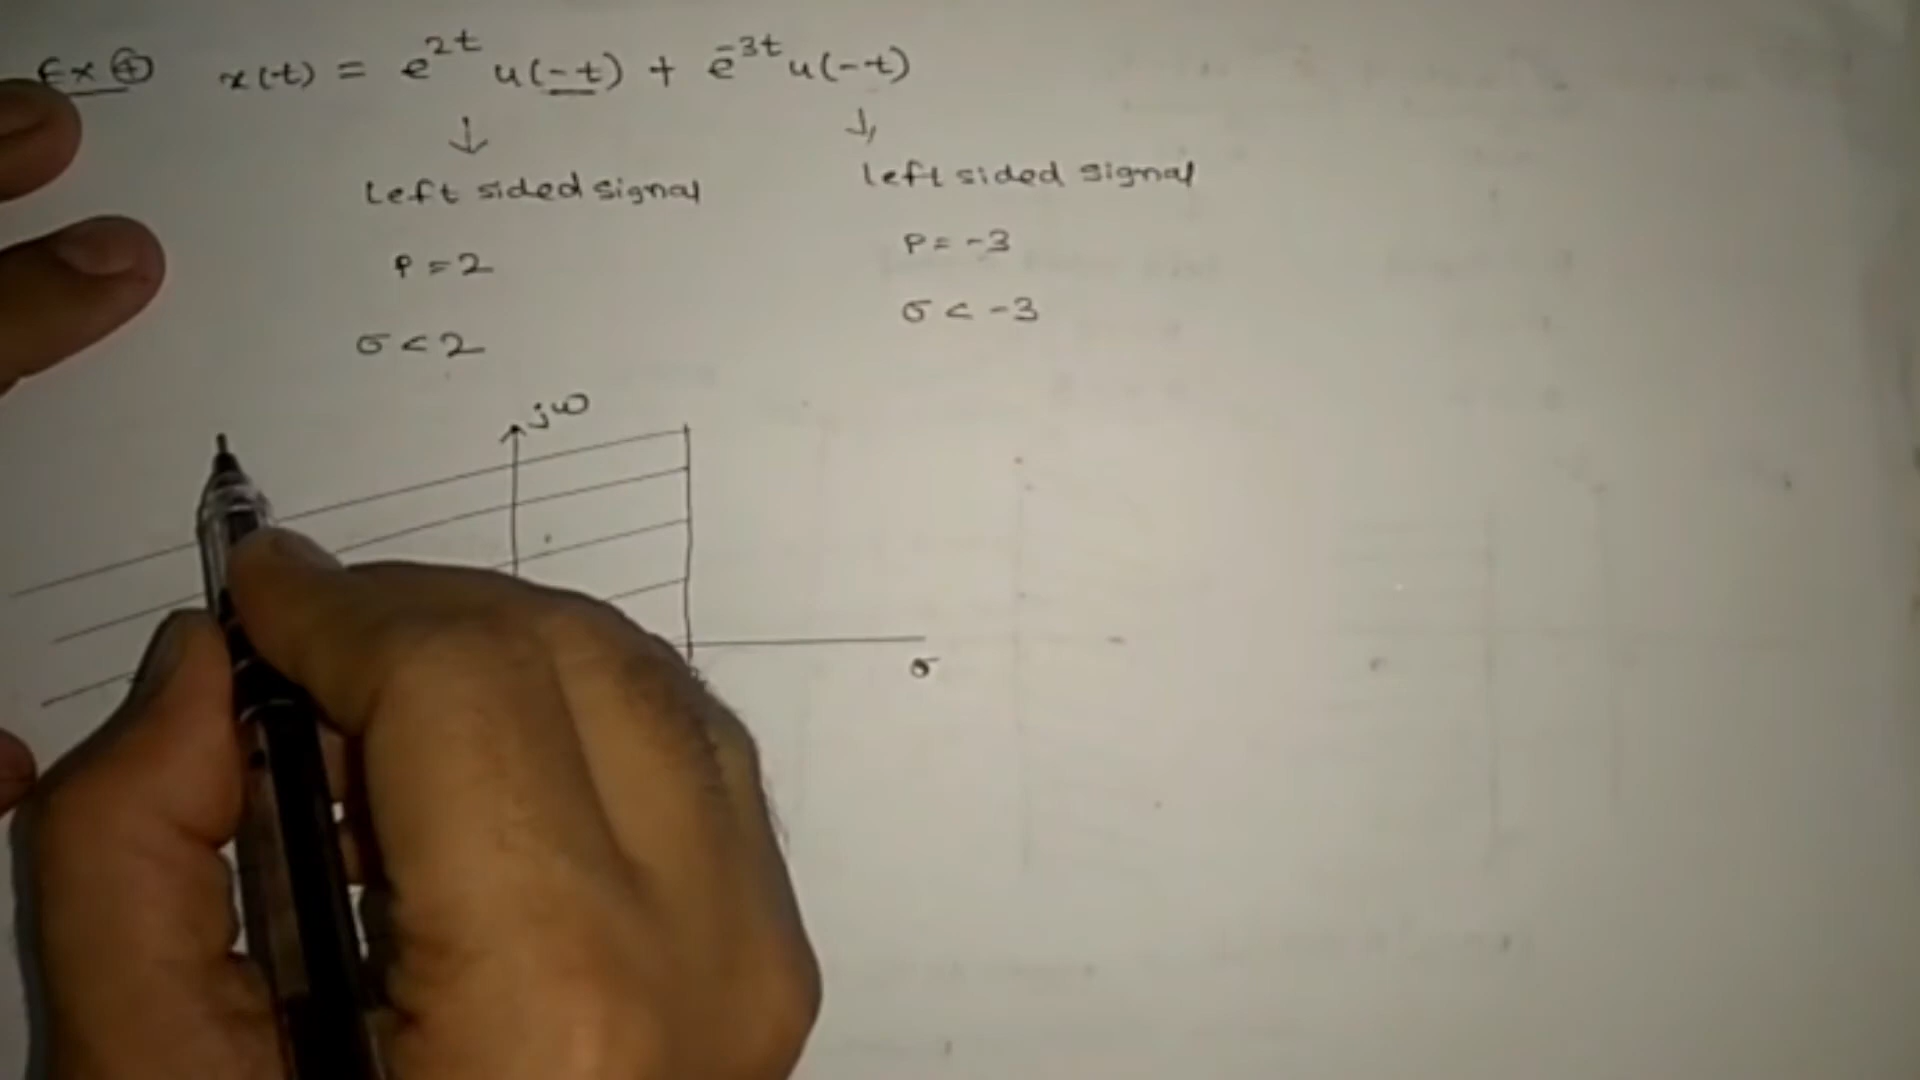 Ex ④ x(t) = e^{2t} u(-t) + e^{-3t} u(-t)
↓ ↓
Left sided signal left sided signal
P = 2 P = -3
σ < 2 σ < -3
jω
σ